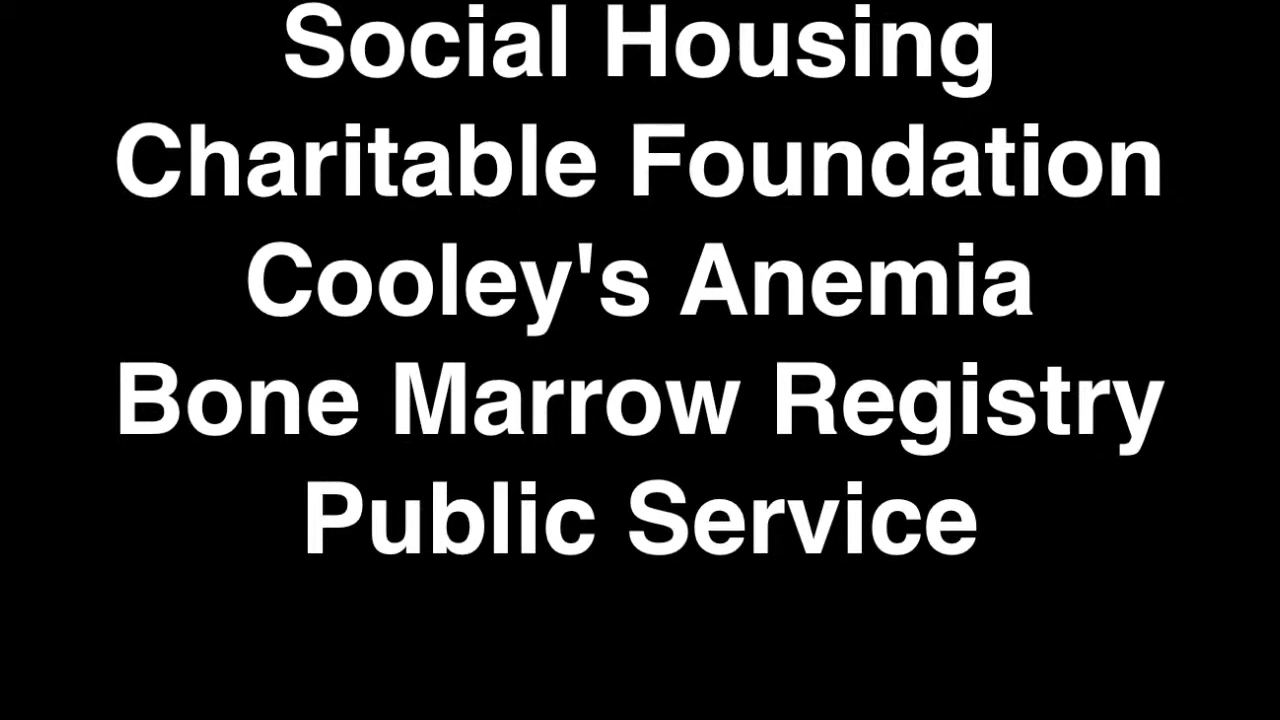 Social Housing
Charitable Foundation
Cooley's Anemia
Bone Marrow Registry
Public Service